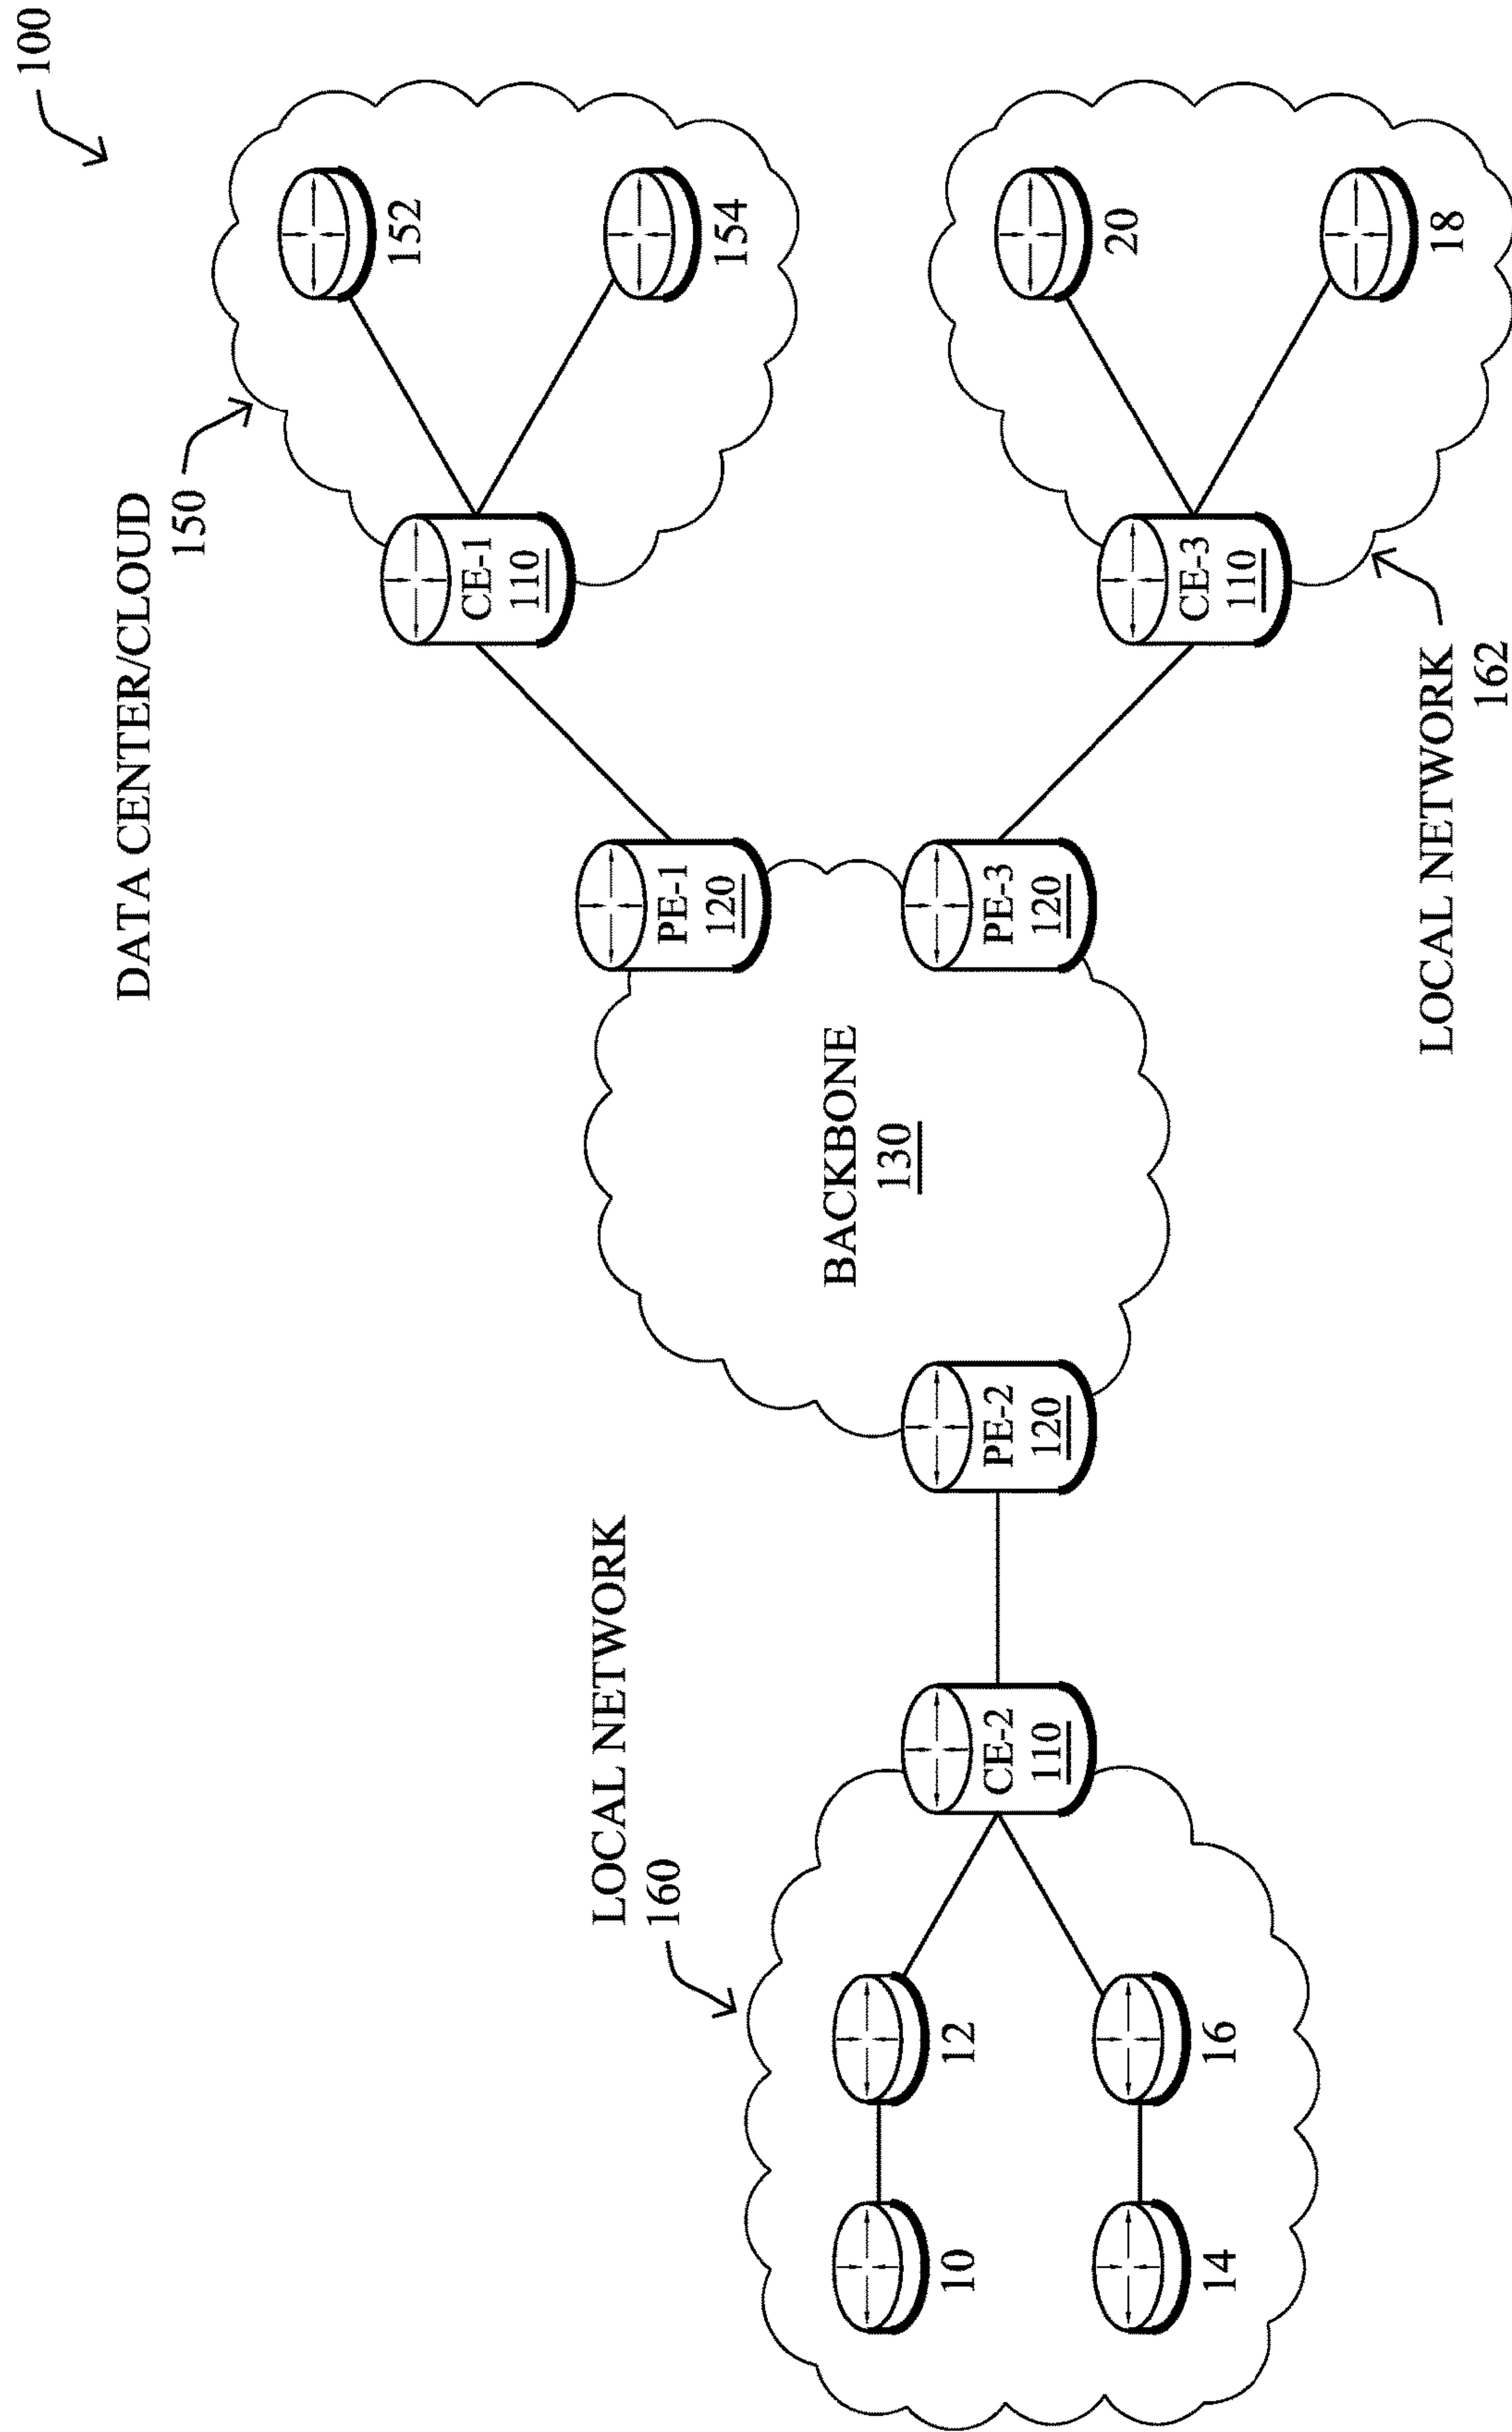 100
DATA CENTER/CLOUD
150
152
154
CE-1
110
PE-1
120
LOCAL NETWORK
160
BACKBONE
130
10
12
CE-2
110
PE-2
120
PE-3
120
14
16
20
CE-3
110
18
LOCAL NETWORK
162